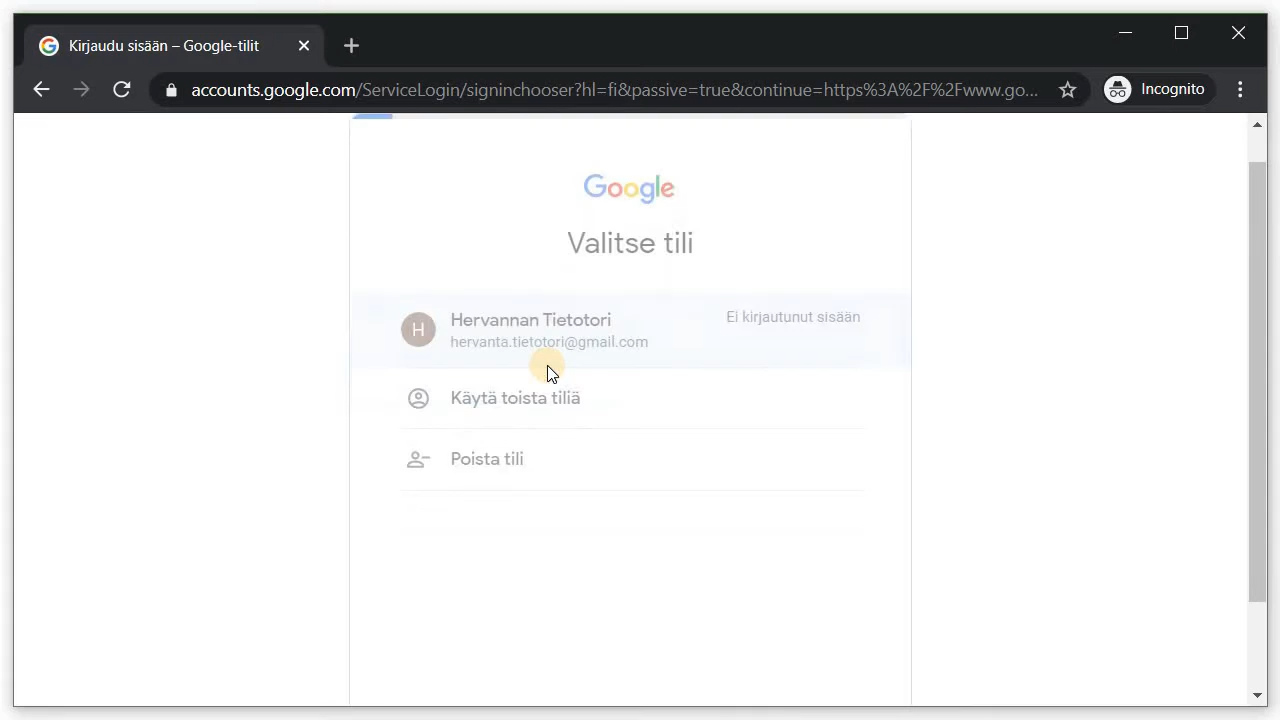 Kirjaudu sisään – Google-tilit
accounts.google.com/ServiceLogin/signinchooser?hl=fi&passive=true&continue=https%3A%2F%2Fwww.go...
Incognito
Google
Valitse tili
H
Hervannan Tietotori
Ei kirjautunut sisään
hervanta.tietotori@gmail.com
Käytä toista tiliä
Poista tili